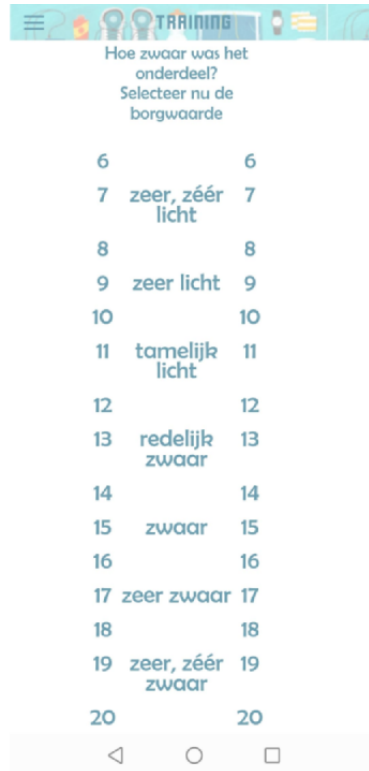 TRAINING
Hoe zwaar was het
onderdeel?
Selecteer nu de
borgwaarde
6 6
7 zeer, zéér 7
licht
8 8
9 zeer licht 9
10 10
11 tamelijk 11
licht
12 12
13 redelijk 13
zwaar
14 14
15 zwaar 15
16 16
17 zeer zwaar 17
18 18
19 zeer, zéér 19
zwaar
20 20